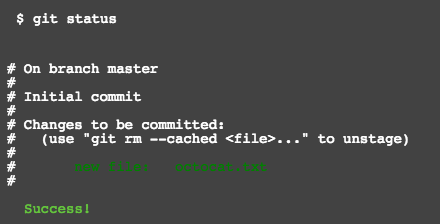 $ git status
# On branch master
#
# Initial commit
#
# Changes to be committed:
#   (use "git rm --cached <file>..." to unstage)
#
#       new file:   octocat.txt
#
Success!